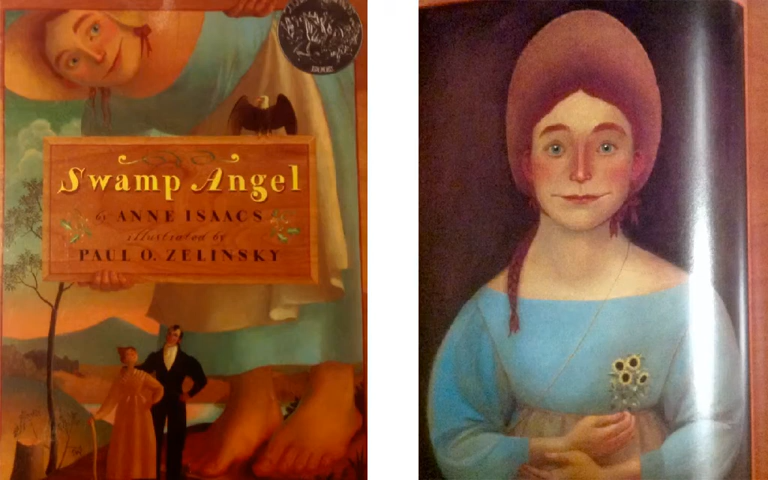 Swamp Angel
by ANNE ISAACS
illustrated by
PAUL O. ZELINSKY